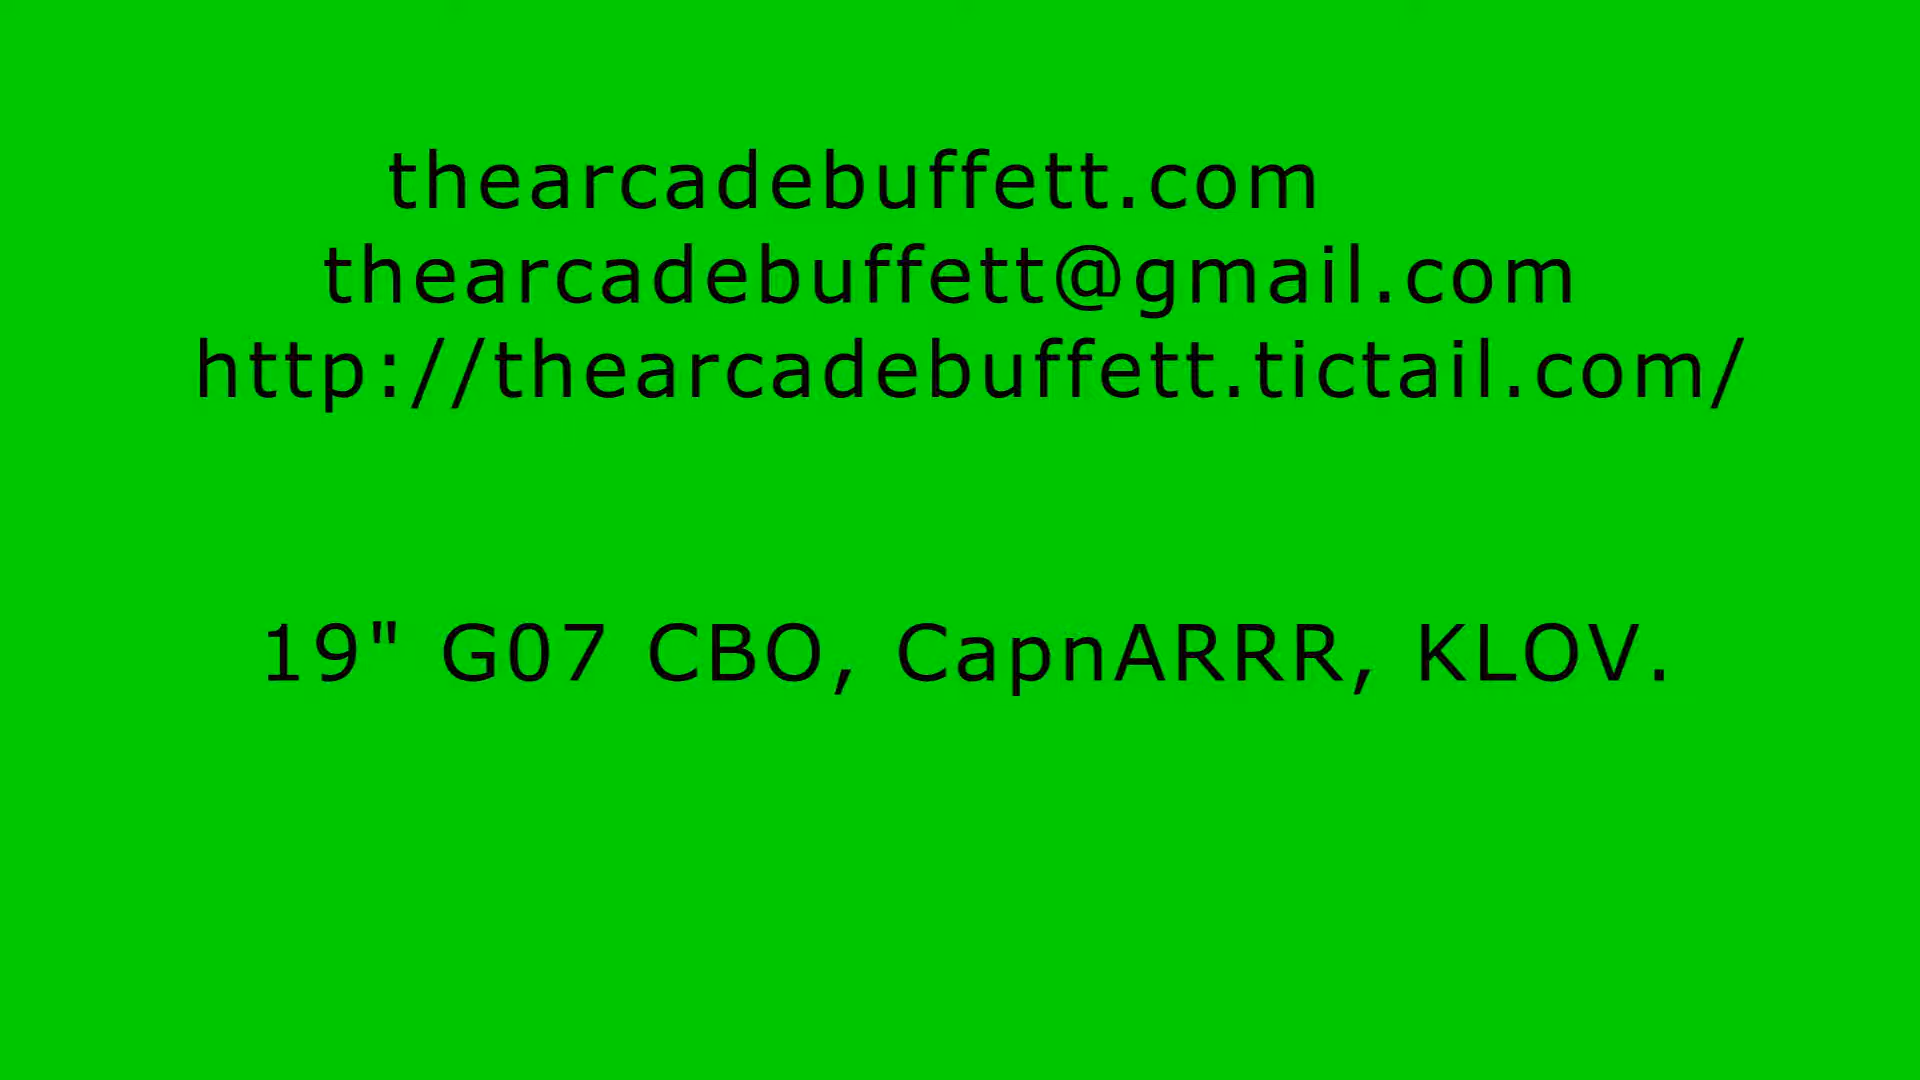 thearcadebuffett.com
thearcadebuffett@gmail.com
http://thearcadebuffett.tictail.com/
19" G07 CBO, CapnARRR, KLOV.